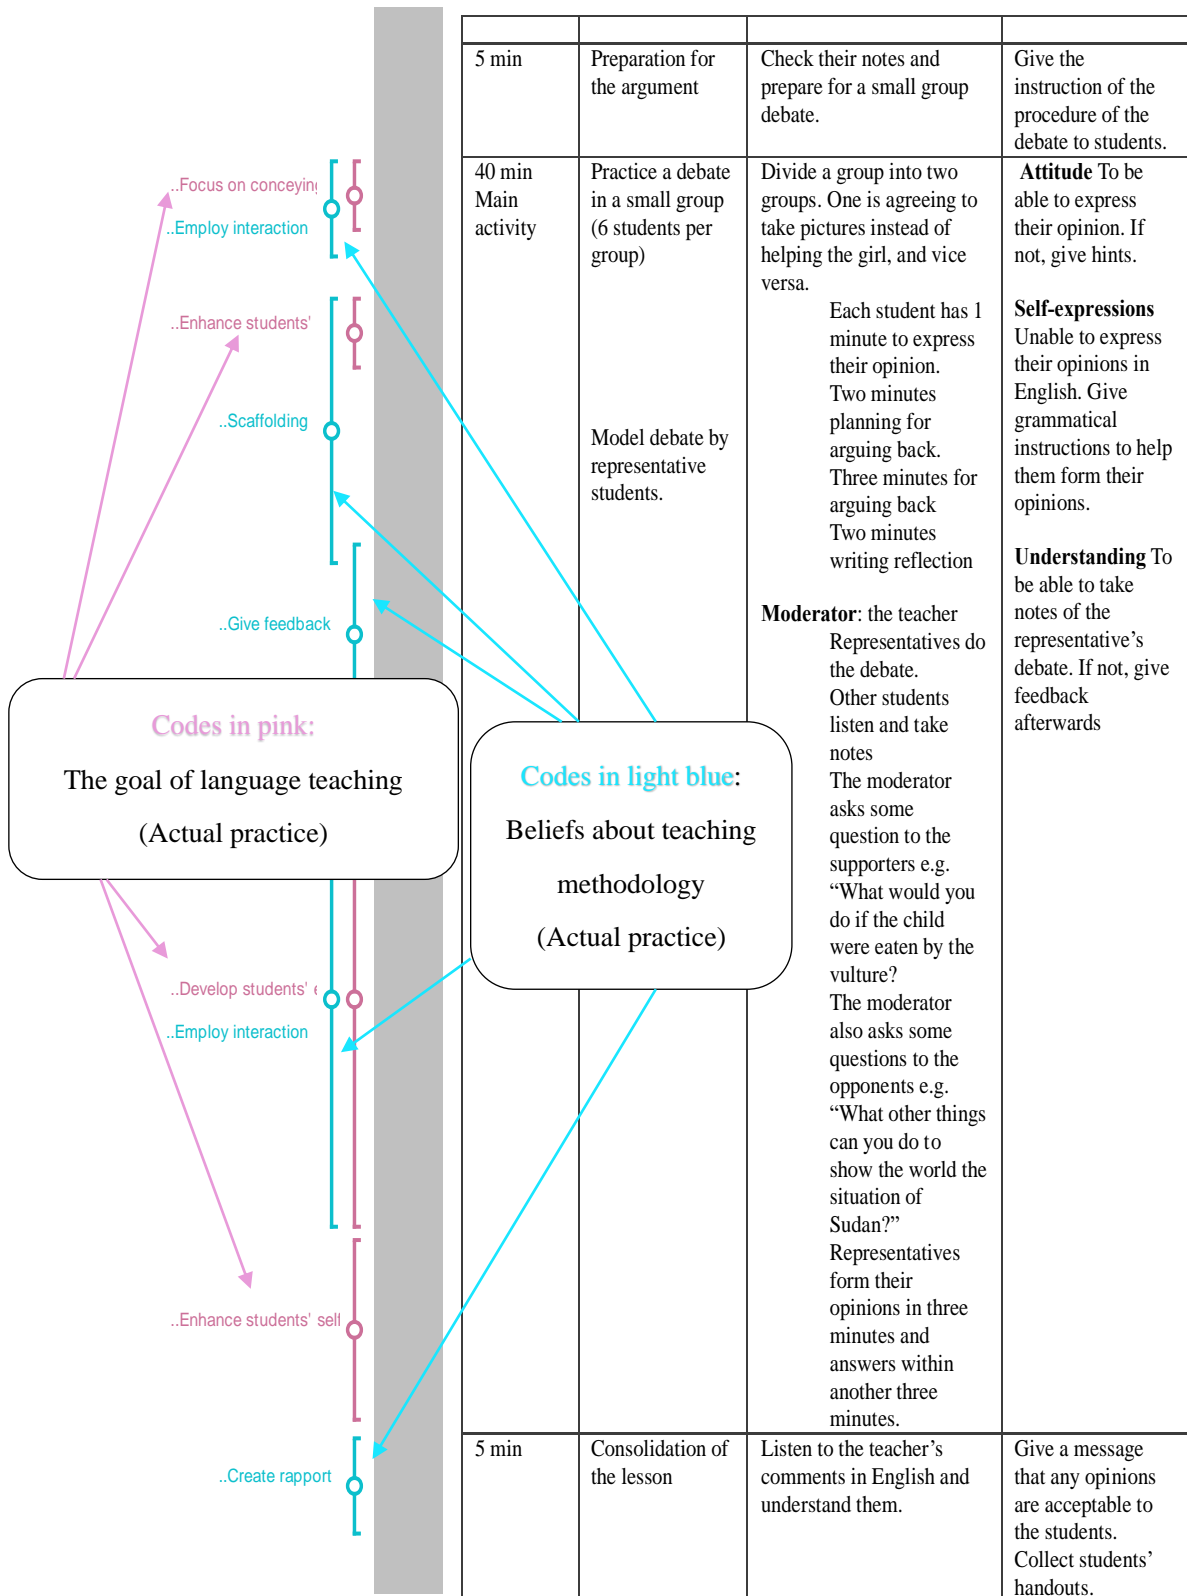 ..Focus on conceying
..Employ interaction
..Enhance students'
..Scaffolding
..Give feedback
Codes in pink:
The goal of language teaching
(Actual practice)
..Develop students'
..Employ interaction
..Enhance students' self
..Create rapport
Codes in light blue:
Beliefs about teaching
methodology
(Actual practice)
5 min
Preparation for
the argument
Check their notes and
prepare for a small group
debate.
Give the
instruction of the
procedure of the
debate to students.
40 min
Main
activity
Practice a debate
in a small group
(6 students per
group)
Model debate by
representative
students.
Divide a group into two
groups. One is agreeing to
take pictures instead of
helping the girl, and vice
versa.
Each student has 1
minute to express
their opinion.
Two minutes
planning for
arguing back.
Three minutes for
arguing back
Two minutes
writing reflection
Moderator: the teacher
Representatives do
the debate.
Other students
listen and take
notes
The moderator
asks some
question to the
supporters e.g.
“What would you
do if the child
were eaten by the
vulture?
The moderator
also asks some
questions to the
opponents e.g.
“What other things
can you do to
show the world the
situation of
Sudan?”
Representatives
form their
opinions in three
minutes and
answers within
another three
minutes.
Attitude To be
able to express
their opinion. If
not, give hints.
Self-expressions
Unable to express
their opinions in
English. Give
grammatical
instructions to help
them form their
opinions.
Understanding To
be able to take
notes of the
representative’s
debate. If not, give
feedback
afterwards
5 min
Consolidation of
the lesson
Listen to the teacher’s
comments in English and
understand them.
Give a message
that any opinions
are acceptable to
the students.
Collect students’
handouts.